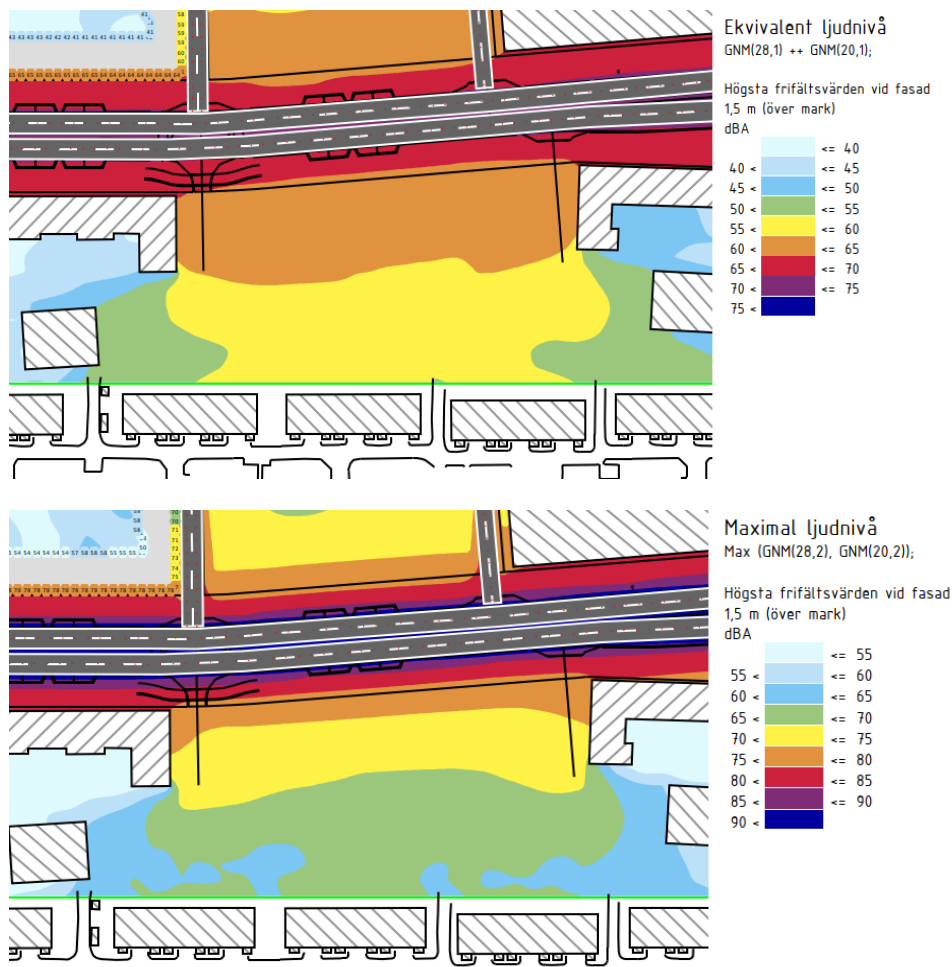 Ekvivalent ljudnivå
GNM(28,1) ++ GNM(20,1);
Högsta frifältsvärden vid fasad
1,5 m (över mark)
dBA
<= 40
40 < <= 45
45 < <= 50
50 < <= 55
55 < <= 60
60 < <= 65
65 < <= 70
70 < <= 75
75 <
Maximal ljudnivå
Max (GNM(28,2), GNM(20,2));
Högsta frifältsvärden vid fasad
1,5 m (över mark)
dBA
<= 55
55 < <= 60
60 < <= 65
65 < <= 70
70 < <= 75
75 < <= 80
80 < <= 85
85 < <= 90
90 <